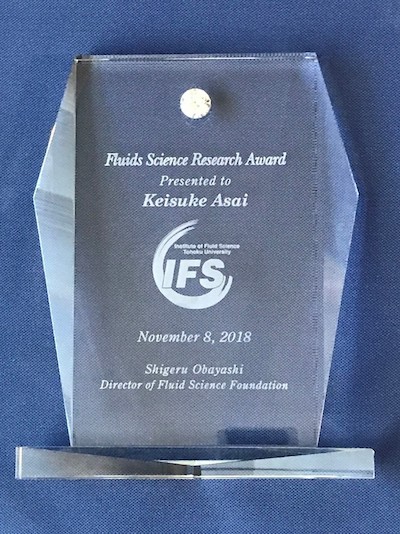 Fluids Science Research Award
Presented to
Keisuke Asai
Institute of Fluid Science
Tohoku University
IFS
November 8, 2018
Shigeru Obayashi
Director of Fluid Science Foundation